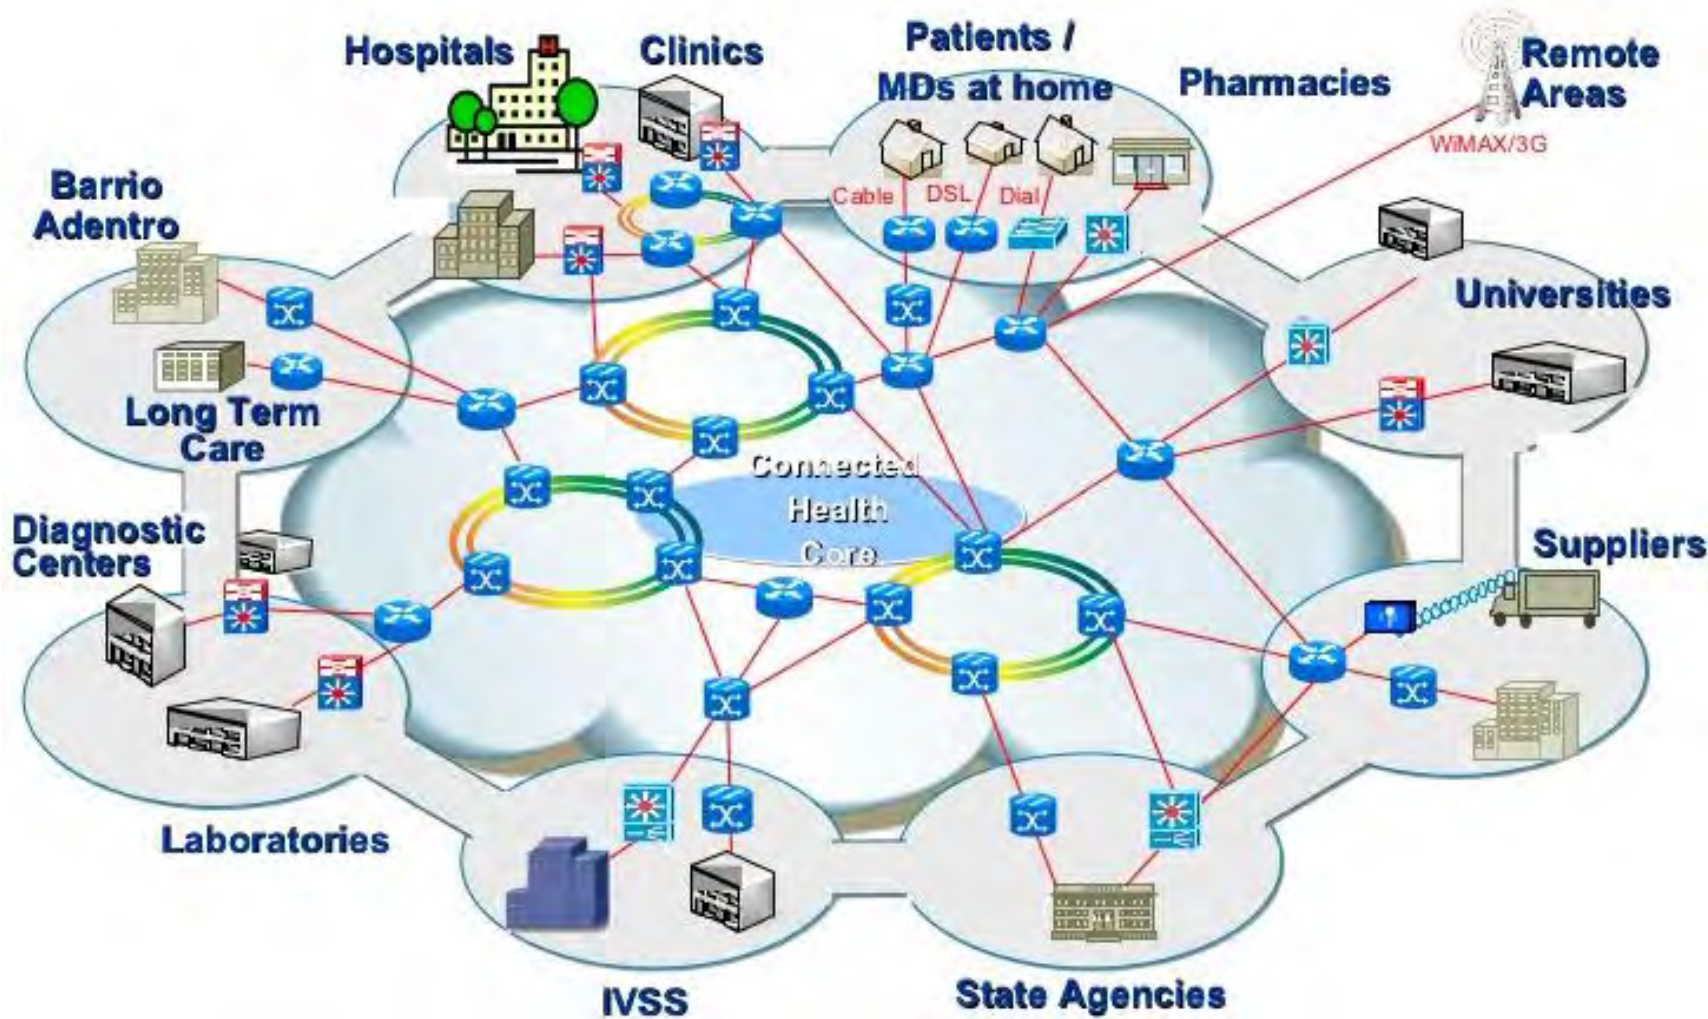 Hospitals
Clinics
Patients /
MDs at home
Pharmacies
Remote
Areas
WiMAX/3G
Barrio
Adentro
Cable
DSL
Dial
Universities
Long Term
Care
Connected
Health
Core
Diagnostic
Centers
Suppliers
Laboratories
IVSS
State Agencies